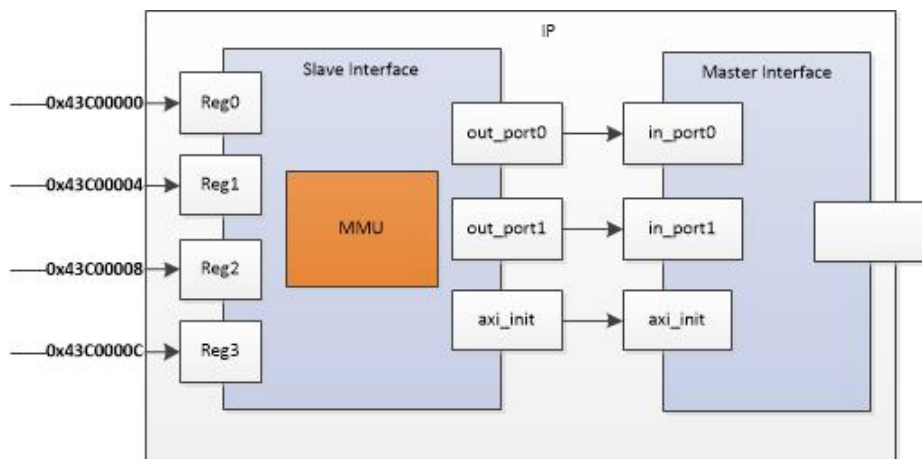 IP
Slave Interface
Master Interface
0x43C00000
Reg0
out_port0
in_port0
0x43C00004
Reg1
MMU
out_port1
in_port1
0x43C00008
Reg2
axi_init
axi_init
0x43C0000C
Reg3